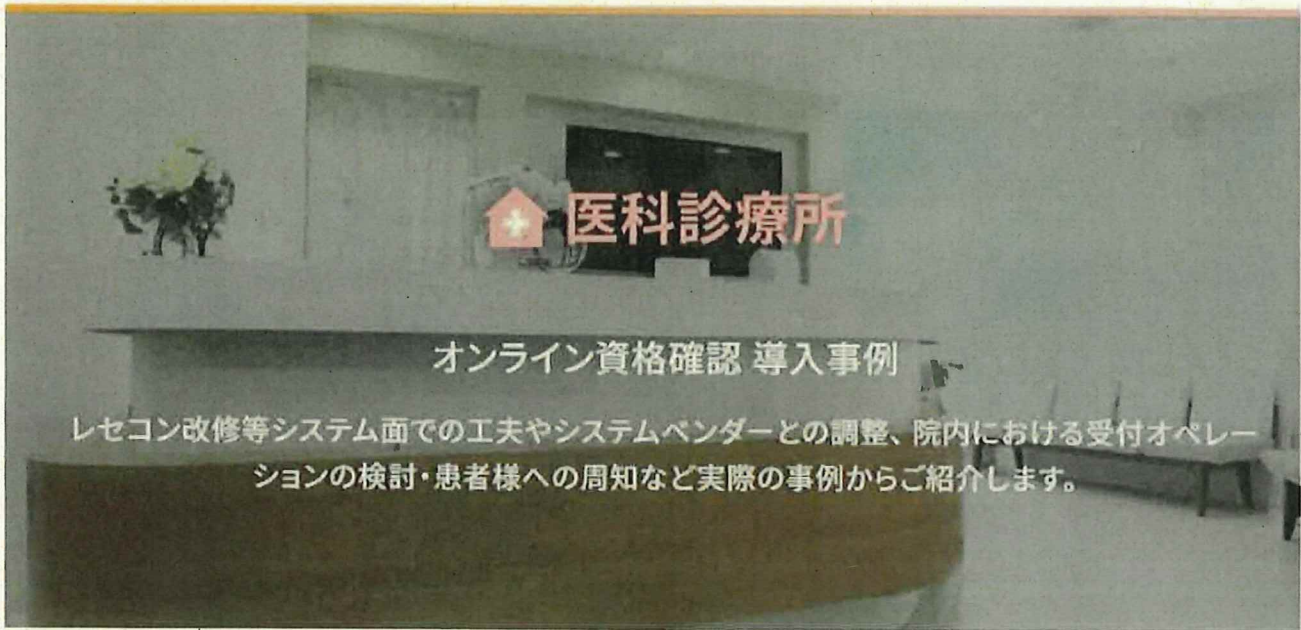 医科診療所
オンライン資格確認 導入事例
レセコン改修等システム面での工夫やシステムベンダーとの調整、院内における受付オペレー
ションの検討・患者様への周知など実際の事例からご紹介します。